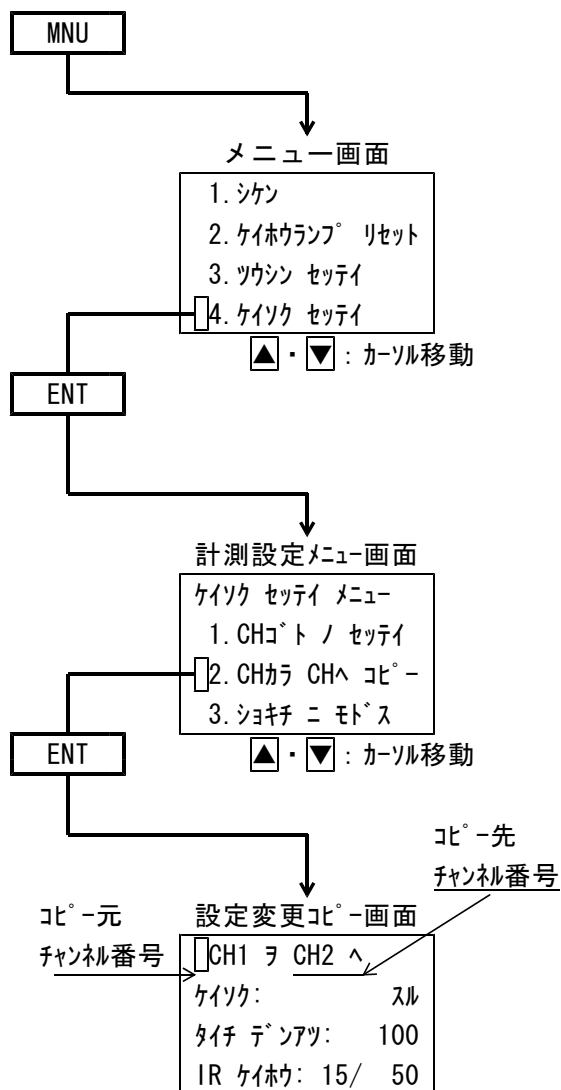 MNU
メニュー画面
1.ｼｹﾝ
2.ｹｲﾎｳﾗﾝﾌﾟ ﾘｾｯﾄ
3.ﾂｳｼﾝ ｾｯﾃｲ
4.ｹｲｿｸ ｾｯﾃｲ
▲・▼：ｶｰｿﾙ移動
ENT
計測設定ﾒﾆｭｰ画面
ｹｲｿｸ ｾｯﾃｲ ﾒﾆｭｰ
1.CHｺﾞﾄ ﾉ ｾｯﾃｲ
2.CHｶﾗ CHﾍ ｺﾋﾟｰ
3.ｼｮｷﾁ ﾆ ﾓﾄﾞｽ
▲・▼：ｶｰｿﾙ移動
ENT
ｺﾋﾟｰ先
ﾁｬﾝﾈﾙ番号
ｺﾋﾟｰ元
ﾁｬﾝﾈﾙ番号
設定変更ｺﾋﾟｰ画面
CH1 ｦ CH2 ﾍ
ｹｲｿｸ: ｽﾙ
ﾀｲﾁ ﾃﾞﾝｱﾂ: 100
IR ｹｲﾎｳ: 15/ 50